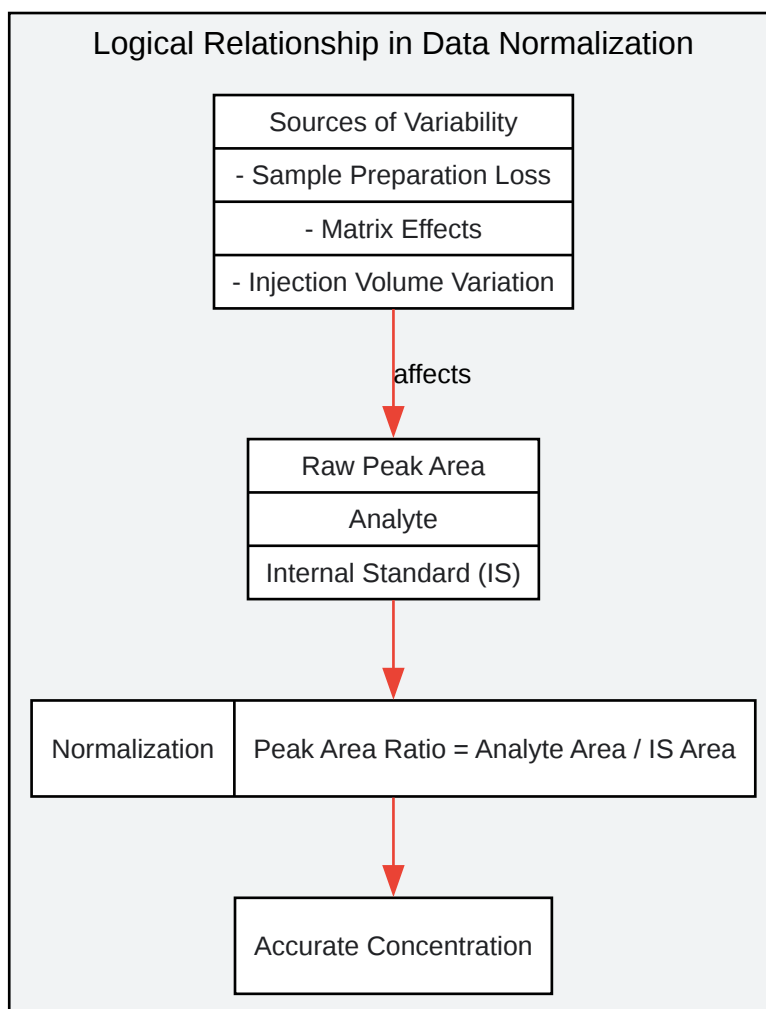 Logical Relationship in Data Normalization
Sources of Variability
- Sample Preparation Loss
- Matrix Effects
- Injection Volume Variation
affects
Raw Peak Area
Analyte
Internal Standard (IS)
Normalization
Peak Area Ratio = Analyte Area / IS Area
Accurate Concentration